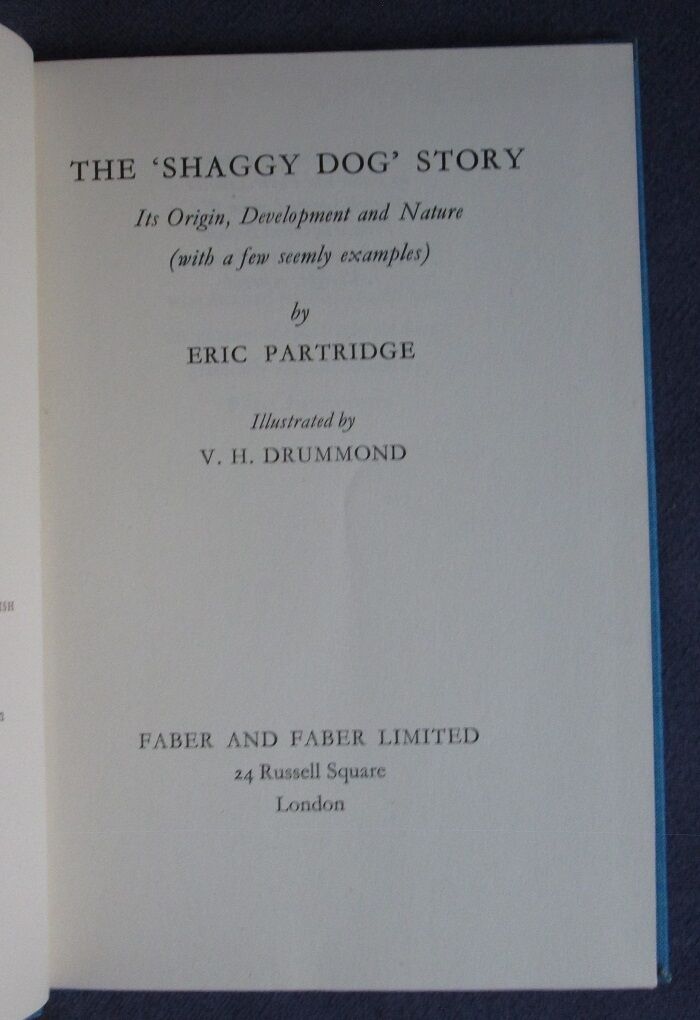 THE ‘SHAGGY DOG’ STORY
Its Origin, Development and Nature
(with a few seemly examples)
by
ERIC PARTRIDGE
Illustrated by
V. H. DRUMMOND
FABER AND FABER LIMITED
24 Russell Square
London